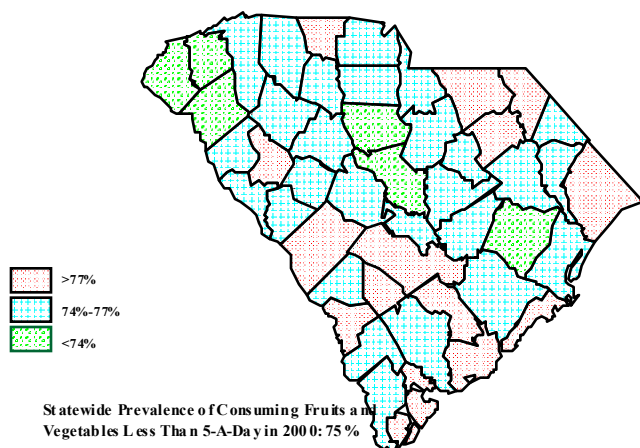 >77%
74%-77%
<74%
Statewide Prevalence of Consuming Fruits and
Vegetables Less Than 5-A-Day in 2000: 75%